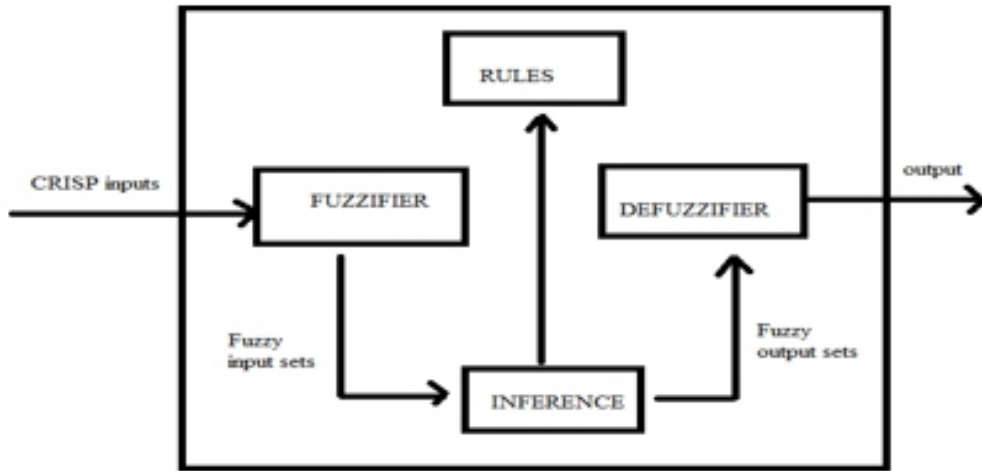 RULES
CRISP inputs
FUZZIFIER
DEFUZZIFIER
output
Fuzzy
input sets
Fuzzy
output sets
INFERENCE